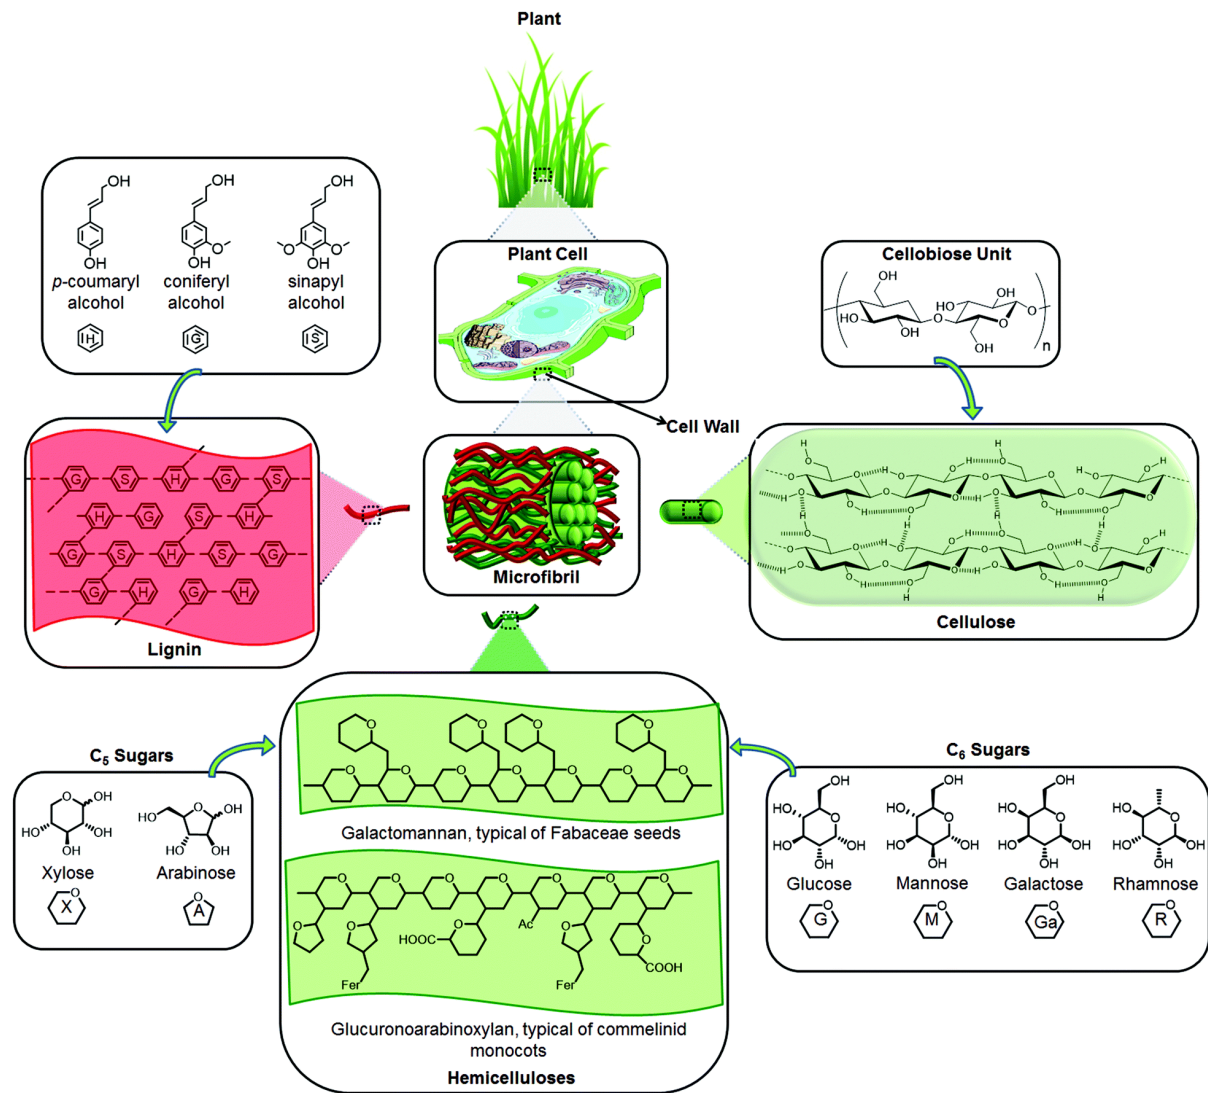 Plant
OH
OH
OH
O
O
O
OH
OH
OH
p-coumaryl
alcohol
coniferyl
alcohol
sinapyl
alcohol
H
G
S
Plant Cell
Cell Wall
Cellobiose Unit
OH
HO
OH
O
HO
OH
O
O
O
OH
n
G
S
H
G
S
H
G
S
H
G
S
H
S
G
G
H
G
H
Lignin
Microfibril
Cellulose
C5 Sugars
O
OH
HO
OH
OH
Xylose
O
X
HO
O
OH
HO
OH
Arabinose
O
A
O
O
O
O
O
O
O
O
O
O
O
Galactomannan, typical of Fabaceae seeds
O
O
O
O
O
O
O
O
O
O
Ac
O
O
HOOC
COOH
Fer
Fer
Glucuronoarabinoxylan, typical of commelinid
monocots
Hemicelluloses
C6 Sugars
OH
HO
O
HO
OH
OH
Glucose
O
G
OH
HO
O
HO
OH
OH
Mannose
O
M
OH
HO
O
HO
OH
OH
Galactose
O
Ga
HO
O
HO
OH
OH
Rhamnose
O
R